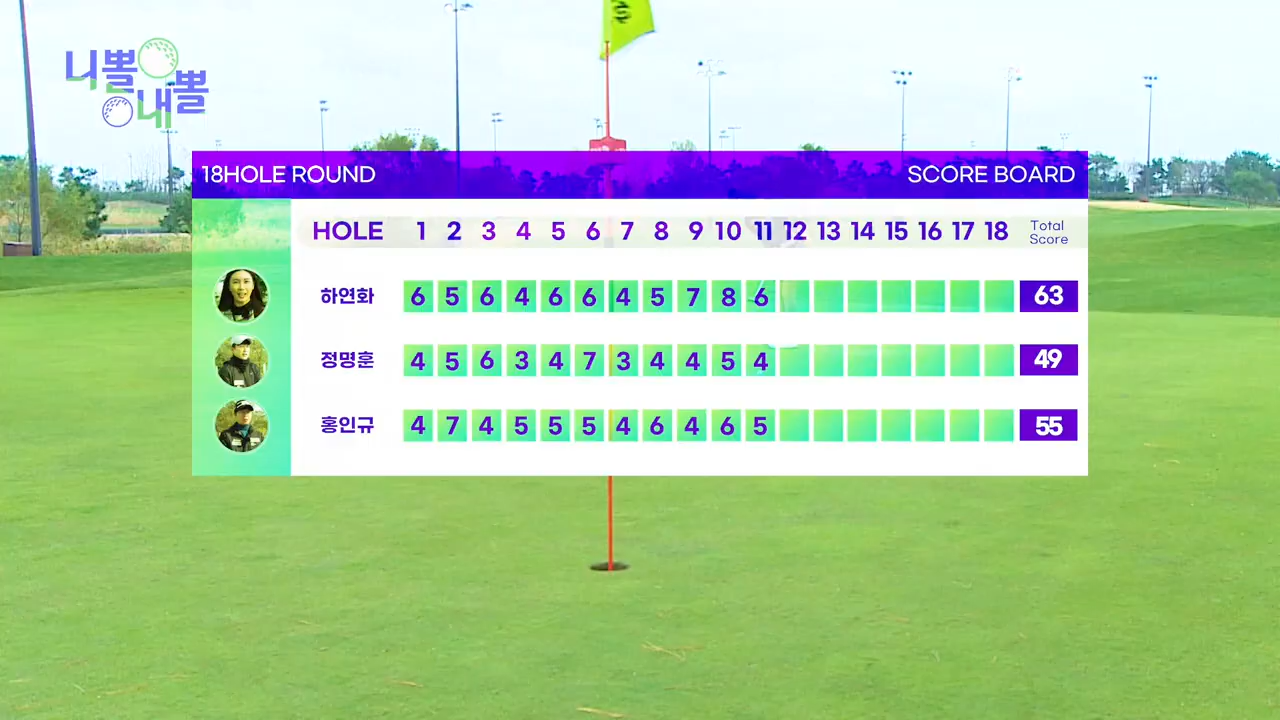 니뽈
내뽈
18HOLE ROUND SCORE BOARD
HOLE 1 2 3 4 5 6 7 8 9 10 11 12 13 14 15 16 17 18 Total Score
하연화 6 5 6 4 6 6 4 5 7 8 6 63
정명훈 4 5 6 3 4 7 3 4 4 5 4 49
홍인규 4 7 4 5 5 5 4 6 4 6 5 55